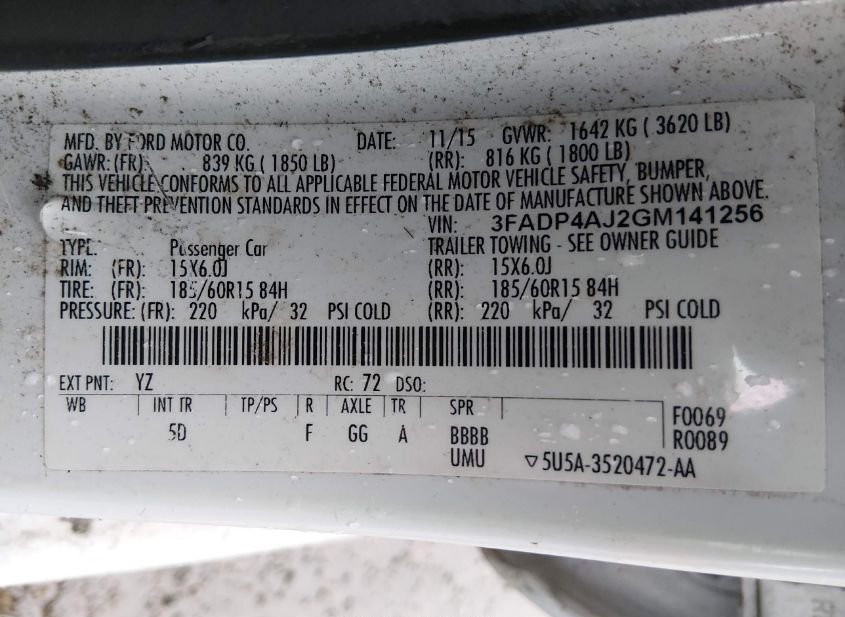 MFD. BY FORD MOTOR CO. DATE: 11/15 GVWR: 1642 KG ( 3620 LB)
GAWR: (FR): 839 KG ( 1850 LB) (RR): 816 KG ( 1800 LB)
THIS VEHICLE CONFORMS TO ALL APPLICABLE FEDERAL MOTOR VEHICLE SAFETY, BUMPER,
AND THEFT PREVENTION STANDARDS IN EFFECT ON THE DATE OF MANUFACTURE SHOWN ABOVE.
VIN: 3FADP4AJ2GM141256
TYPE: Passenger Car TRAILER TOWING - SEE OWNER GUIDE
RIM: (FR): 15X6.0J (RR): 15X6.0J
TIRE: (FR): 185/60R15 84H (RR): 185/60R15 84H
PRESSURE: (FR): 220 kPa/ 32 PSI COLD (RR): 220 kPa/ 32 PSI COLD
EXT PNT: YZ RC: 72 DSO:
WB INT TR TP/PS R AXLE TR SPR F0069
5D F GG A BBBB R0089
UMU ▽5U5A-3520472-AA